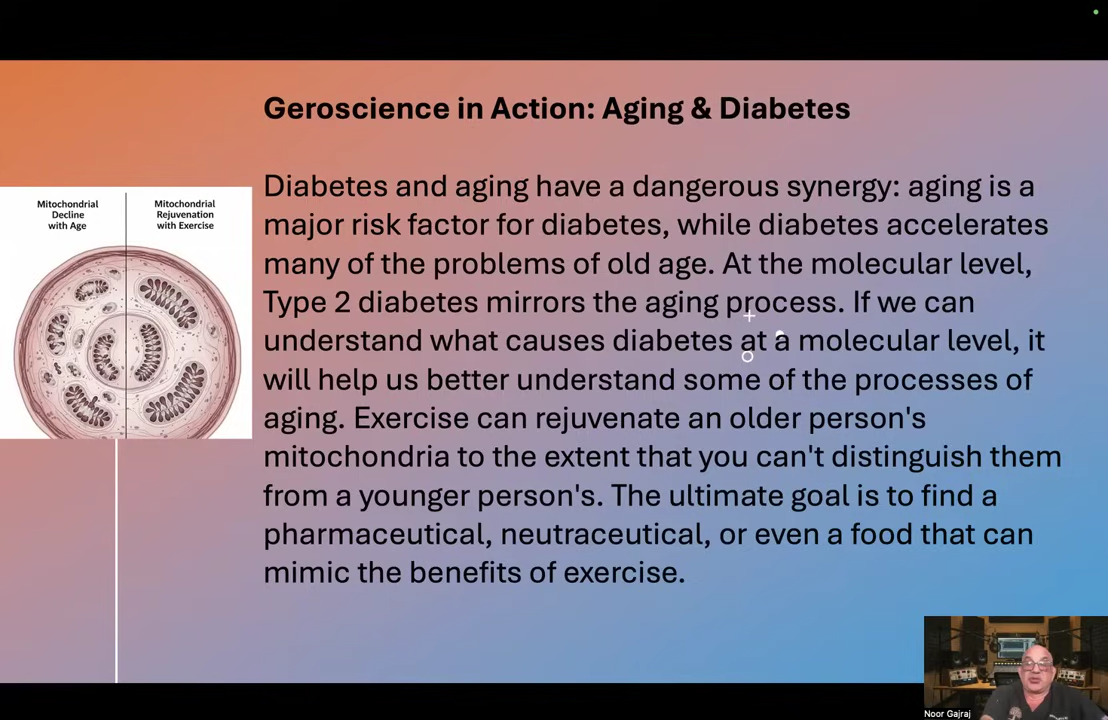 Geroscience in Action: Aging & Diabetes
Diabetes and aging have a dangerous synergy: aging is a
major risk factor for diabetes, while diabetes accelerates
many of the problems of old age. At the molecular level,
Type 2 diabetes mirrors the aging process. If we can
understand what causes diabetes at a molecular level, it
will help us better understand some of the processes of
aging. Exercise can rejuvenate an older person's
mitochondria to the extent that you can't distinguish them
from a younger person's. The ultimate goal is to find a
pharmaceutical, neutraceutical, or even a food that can
mimic the benefits of exercise.
Mitochondrial
Decline
with Age
Mitochondrial
Rejuvenation
with Exercise
Noor Gajraj